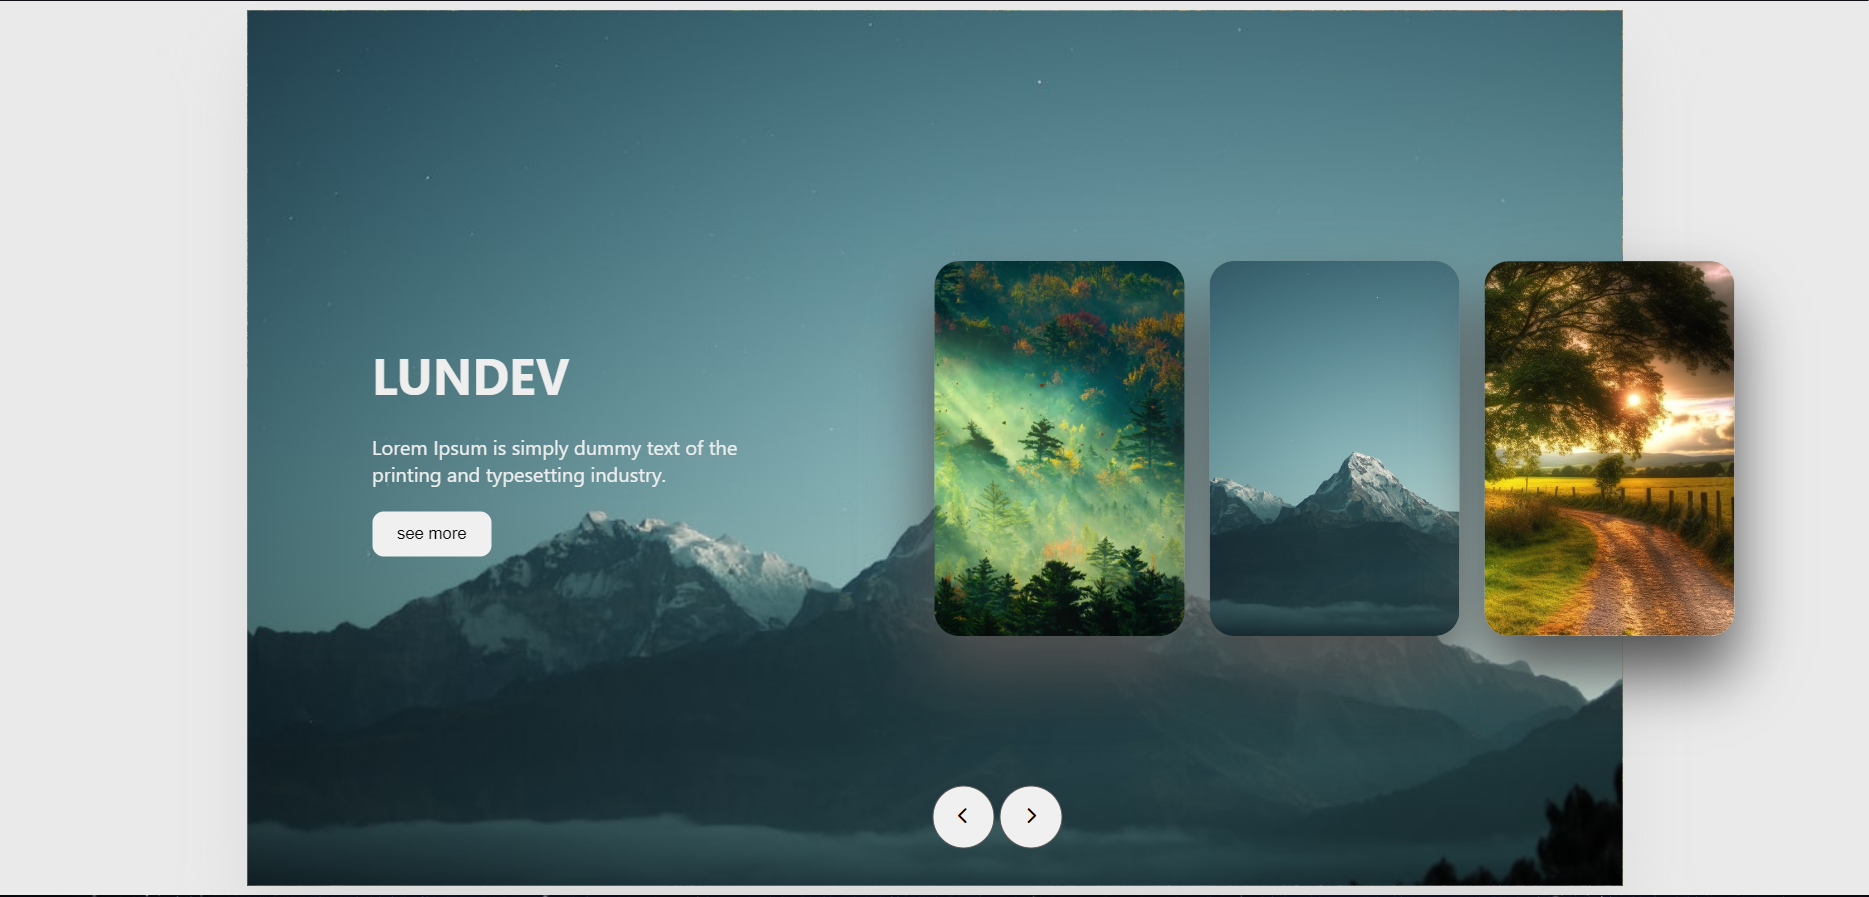 LUNDEV
Lorem Ipsum is simply dummy text of the
printing and typesetting industry.
see more